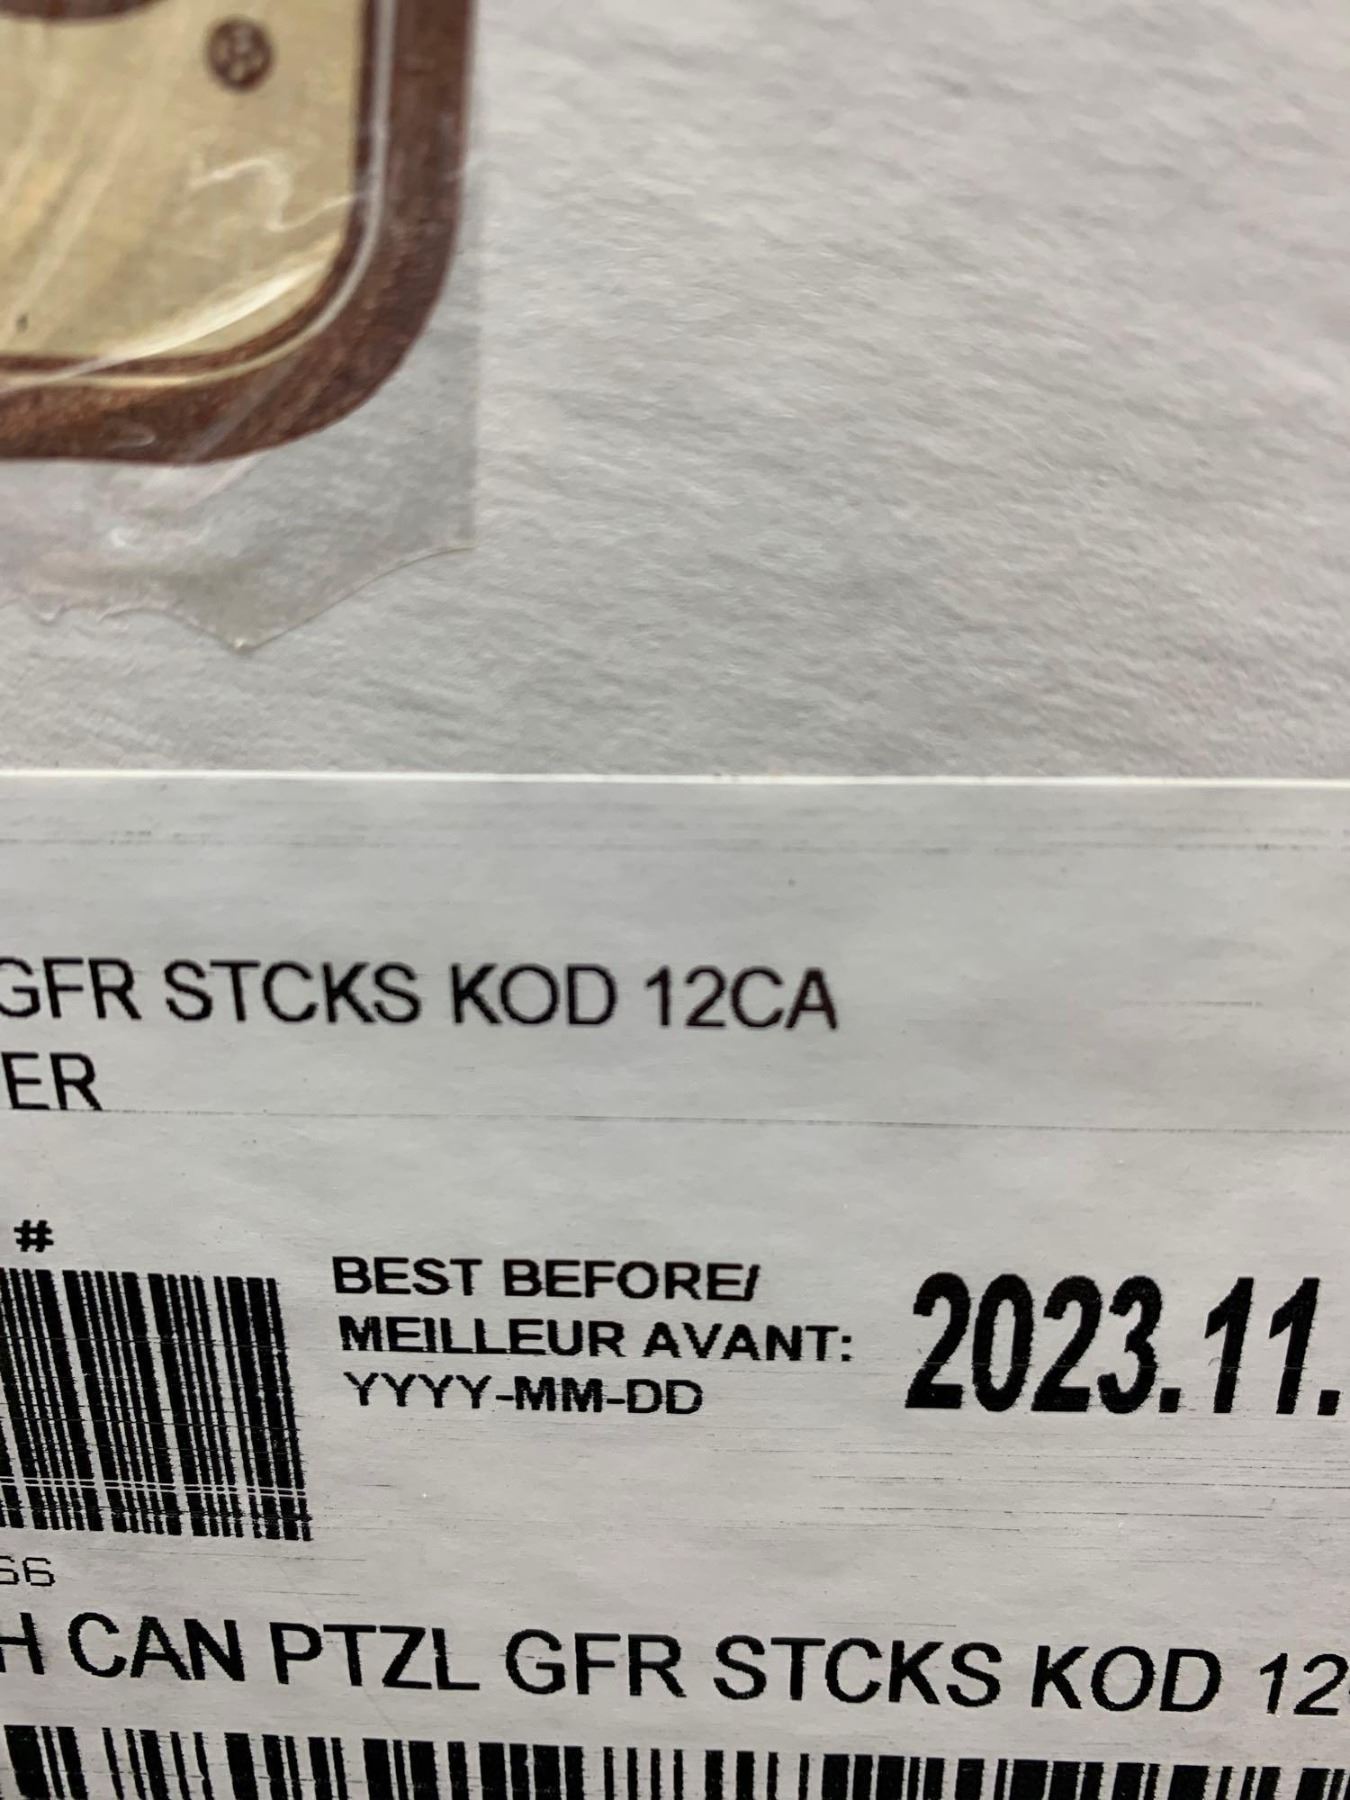 GFR STCKS KOD 12CA
ER
#
BEST BEFORE/
MEILLEUR AVANT:
YYYY-MM-DD
2023.11.
66
H CAN PTZL GFR STCKS KOD 12